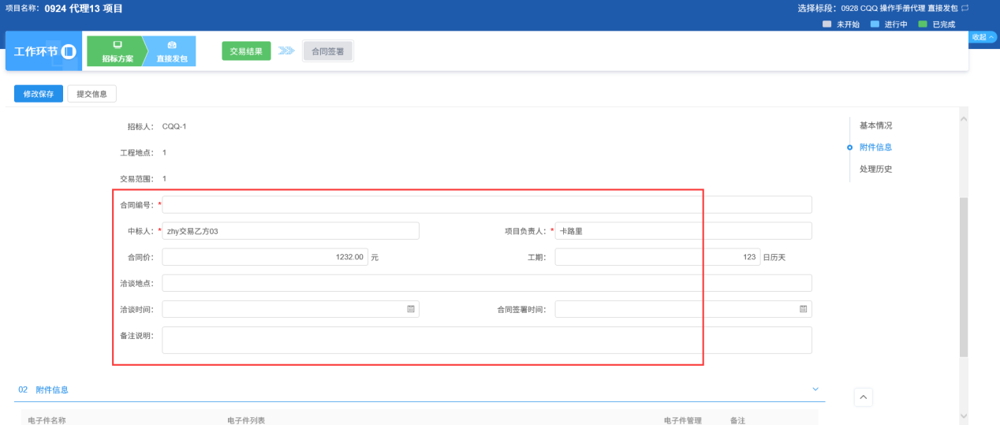 项目名称：0924 代理13 项目
选择标段：0928 CQQ 操作手册代理 直接发包
未开始 进行中 已完成
收起
工作环节 招标方案 直接发包 交易结果 合同签署
修改保存 提交信息
招标人： CQQ-1
基本情况
附件信息
处理历史
工程地点： 1
交易范围： 1
合同编号：*
中标人：* zhy交易乙方03 项目负责人：* 卡路里
合同价： 1232.00 元 工期： 123 日历天
洽谈地点：
洽谈时间： 合同签署时间：
备注说明：
02 附件信息
电子件名称 电子件列表 电子件管理 备注